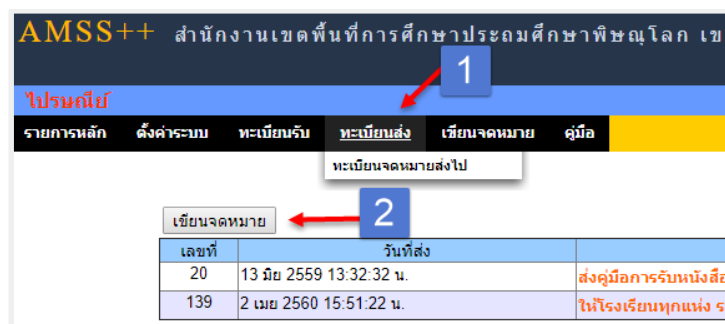 AMSS++ สำนักงานเขตพื้นที่การศึกษาประถมศึกษาพิษณุโลก เข
1
ไปรษณีย์
รายการหลัก ตั้งค่าระบบ ทะเบียนรับ ทะเบียนส่ง เขียนจดหมาย คู่มือ
ทะเบียนจดหมายส่งไป
เขียนจดหมาย 2
เลขที่ วันที่ส่ง
20 13 มิย 2559 13:32:32 น. ส่งคู่มือการรับหนังสือ
139 2 เมย 2560 15:51:22 น. ให้โรงเรียนทุกแห่ง ร